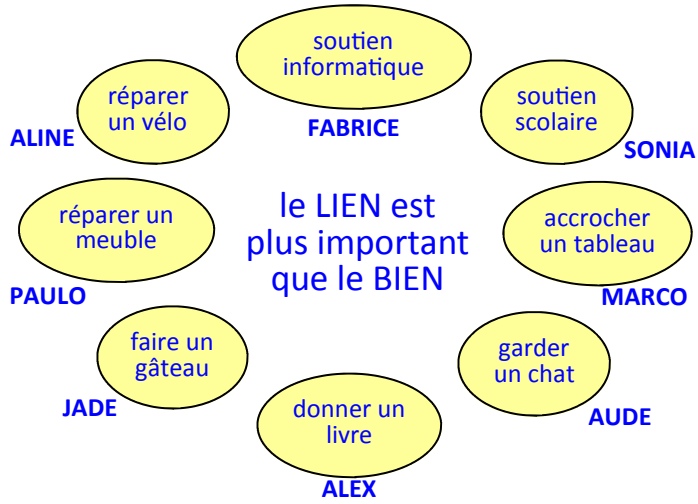 soutien
informatique
FABRICE
réparer
un vélo
ALINE
soutien
scolaire
SONIA
réparer un
meuble
PAULO
le LIEN est
plus important
que le BIEN
accrocher
un tableau
MARCO
faire un
gâteau
JADE
garder
un chat
AUDE
donner un
livre
ALEX